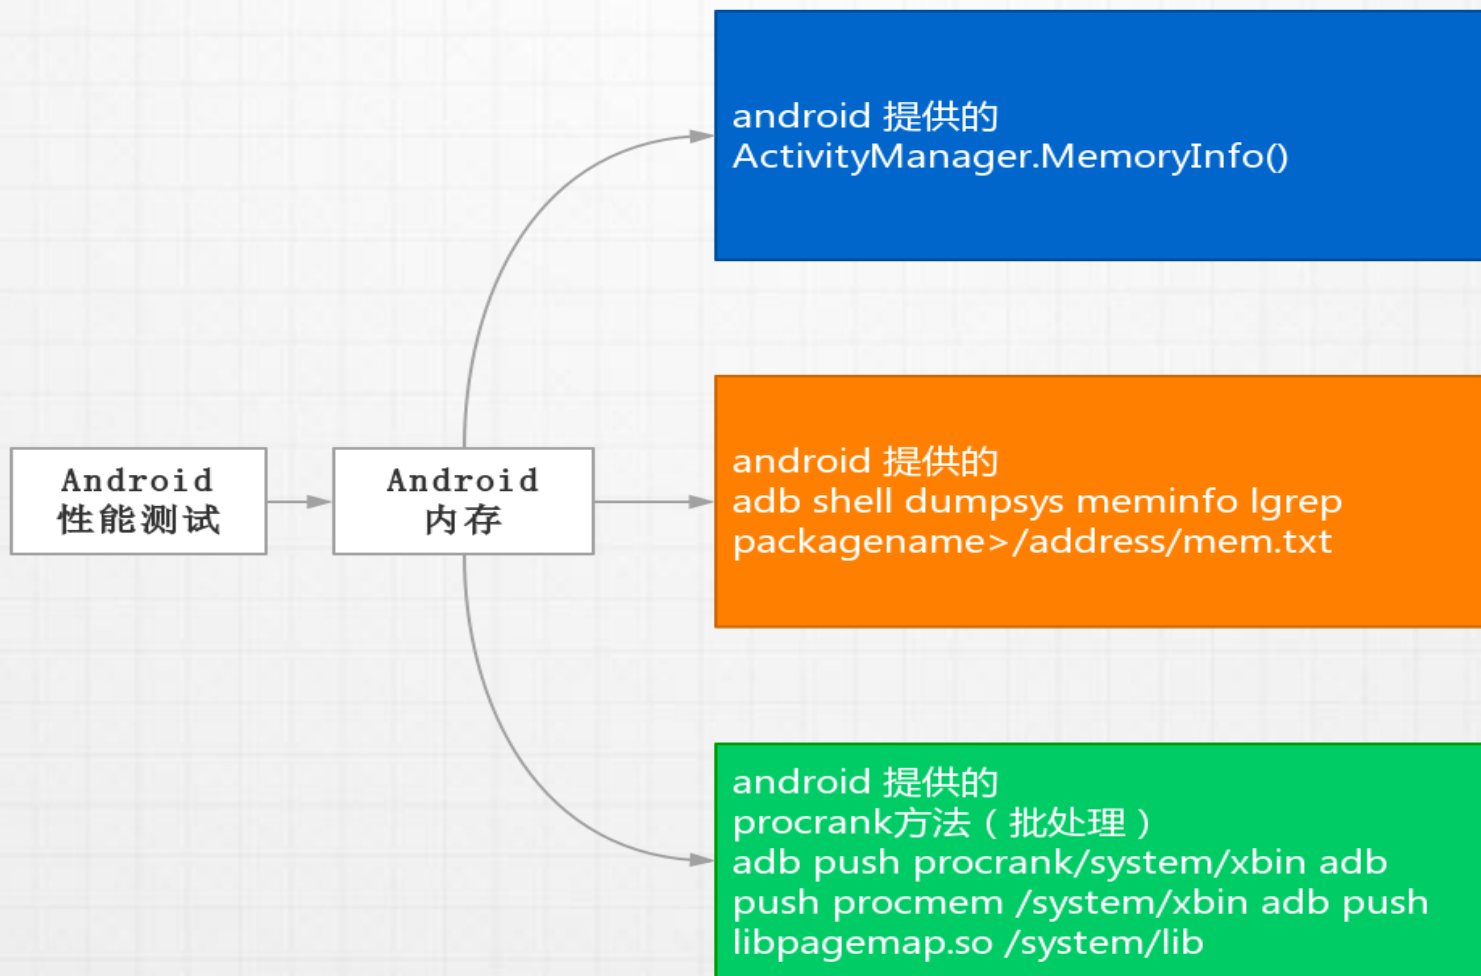 Android
性能测试
Android
内存
android 提供的
ActivityManager.MemoryInfo()
android 提供的
adb shell dumpsys meminfo lgrep
packagename>/address/mem.txt
android 提供的
procrank方法（批处理）
adb push procrank/system/xbin adb
push procmem /system/xbin adb push
libpagemap.so /system/lib